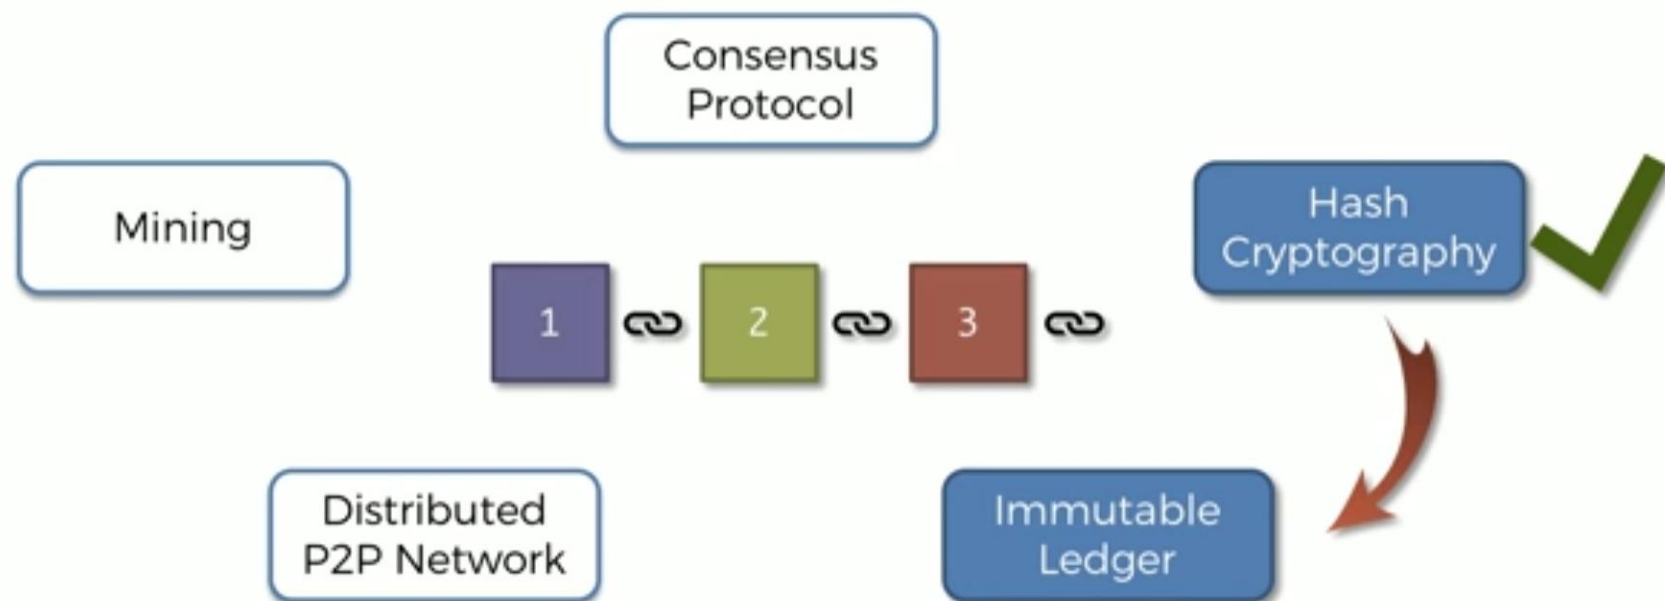 Consensus
Protocol
Mining
Hash
Cryptography
1
2
3
Distributed
P2P Network
Immutable
Ledger